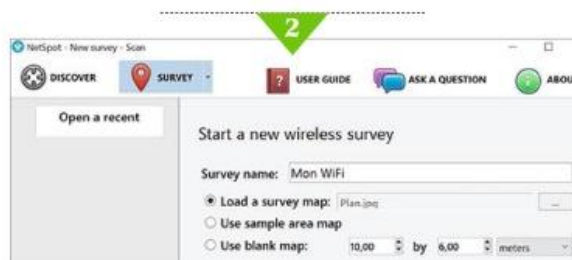 2
NetSpot - New survey - Scan
DISCOVER SURVEY ? USER GUIDE ASK A QUESTION i ABOU
Open a recent
Start a new wireless survey
Survey name: Mon WiFi
Load a survey map: Plan.jpg ...
Use sample area map
Use blank map: 10,00 by 6,00 meters